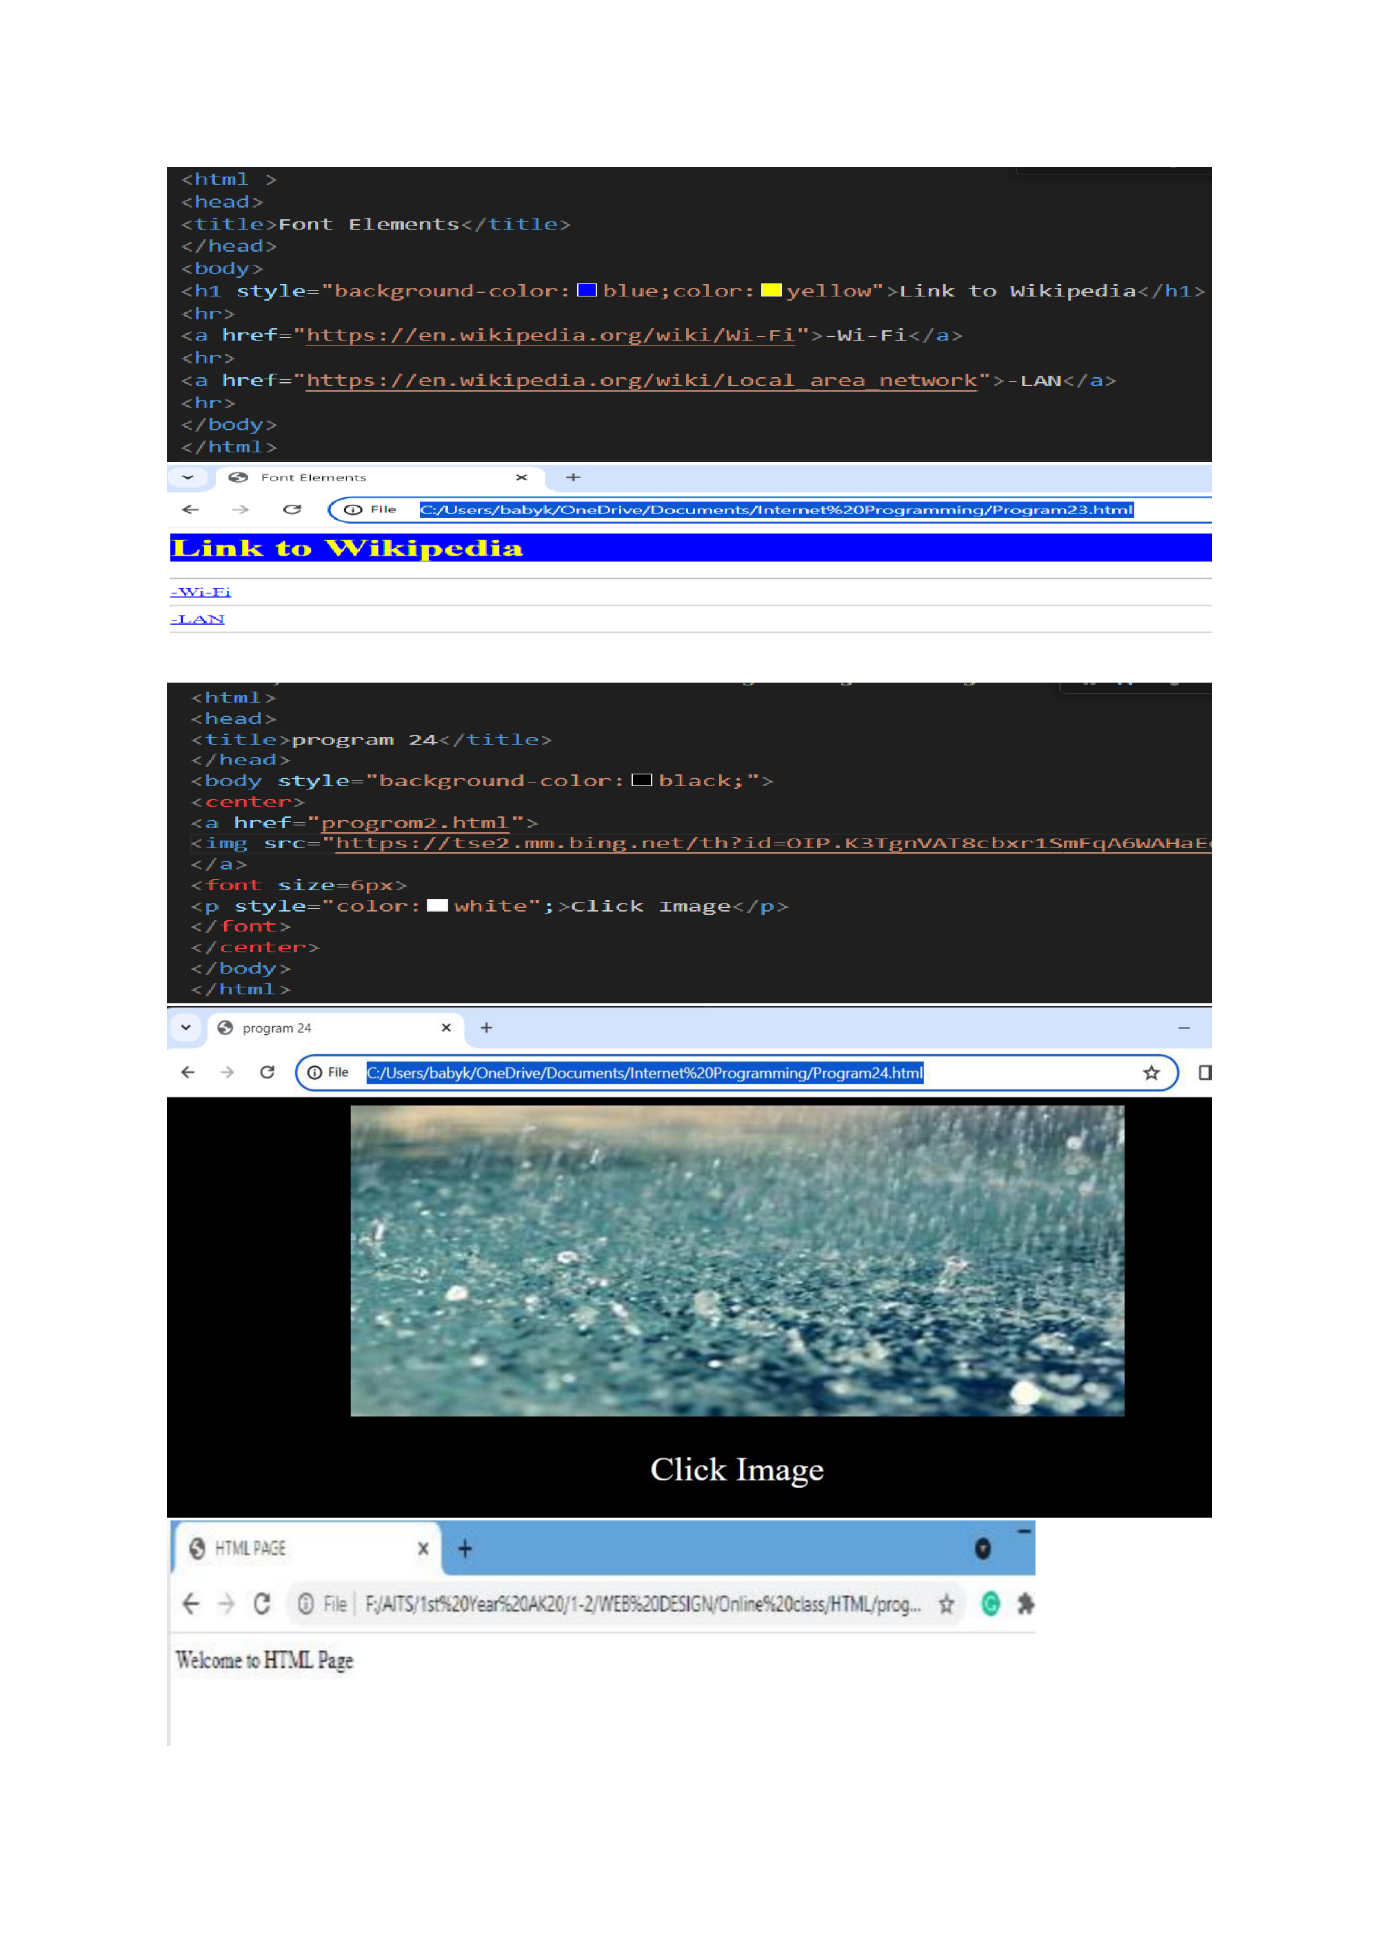 <html >
<head>
<title>Font Elements</title>
</head>
<body>
<h1 style="background-color:blue;color:yellow">Link to Wikipedia</h1>
<hr>
<a href="https://en.wikipedia.org/wiki/Wi-Fi">-Wi-Fi</a>
<hr>
<a href="https://en.wikipedia.org/wiki/Local_area_network">-LAN</a>
<hr>
</body>
</html>
Font Elements
File C:/Users/babyk/OneDrive/Documents/Internet%20Programming/Program23.html
Link to Wikipedia
-Wi-Fi
-LAN
<html>
<head>
<title>program 24</title>
</head>
<body style="background-color:black;">
<center>
<a href="progrom2.html">
<img src="https://tse2.mm.bing.net/th?id=OIP.K3TgnVAT8cbxr1SmFqA6WAHaE
</a>
<font size=6px>
<p style="color:white";>Click Image</p>
</font>
</center>
</body>
</html>
program 24
File C:/Users/babyk/OneDrive/Documents/Internet%20Programming/Program24.html
Click Image
HTML PAGE
File F:/AITS/1st%20Year%20AK20/1-2/WEB%20DESIGN/Online%20class/HTML/prog...
Welcome to HTML Page